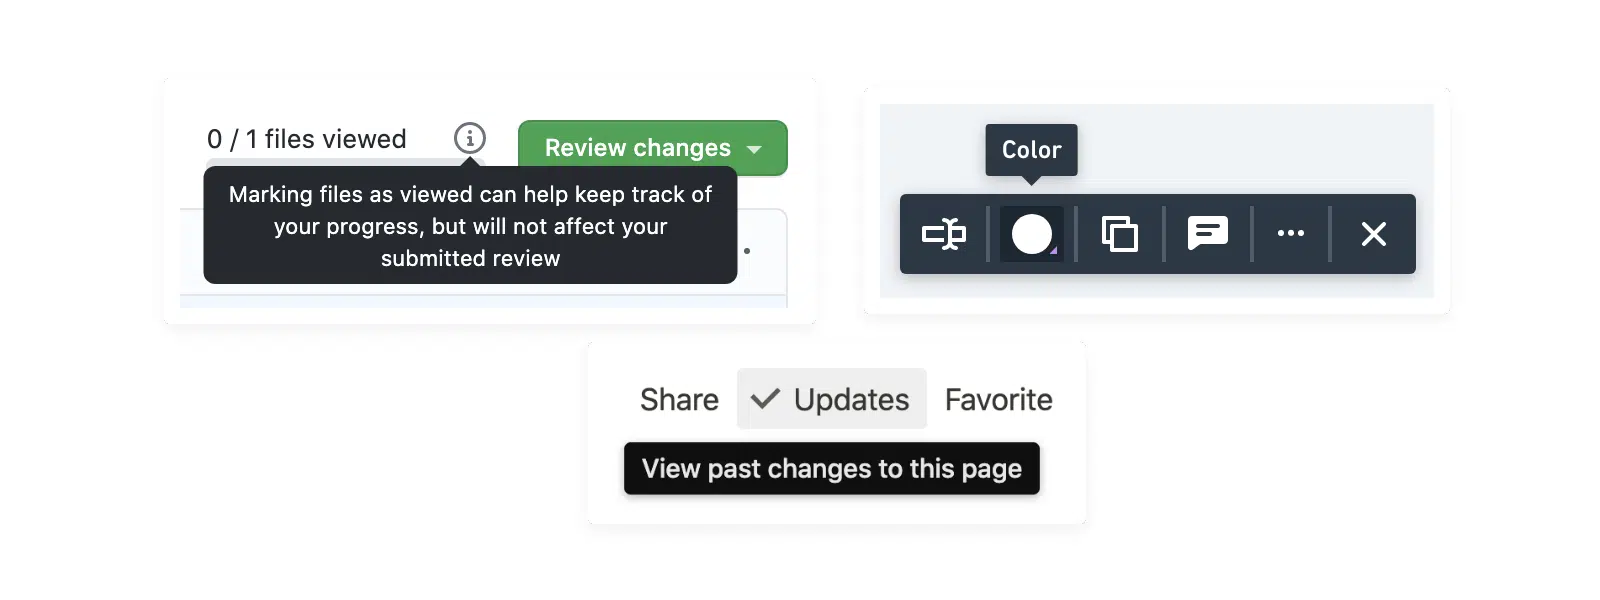 0 / 1 files viewed
Review changes
Marking files as viewed can help keep track of
your progress, but will not affect your
submitted review
Color
Share
Updates
Favorite
View past changes to this page